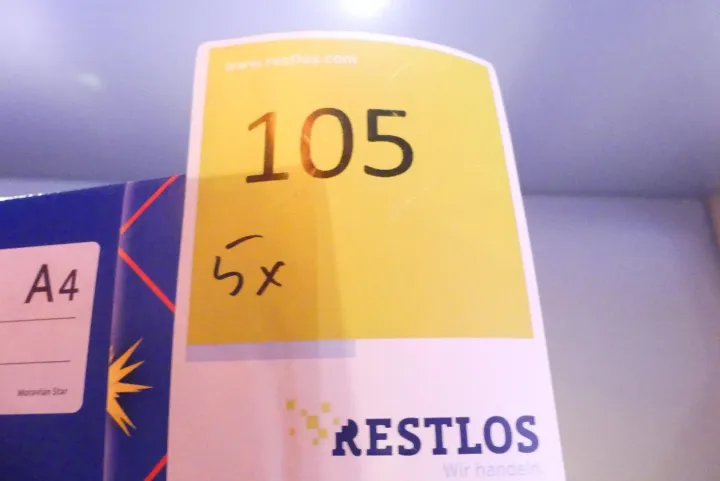 www.restlos.com
105
5x
A4
Moravian Star
RESTLOS
Wir handeln